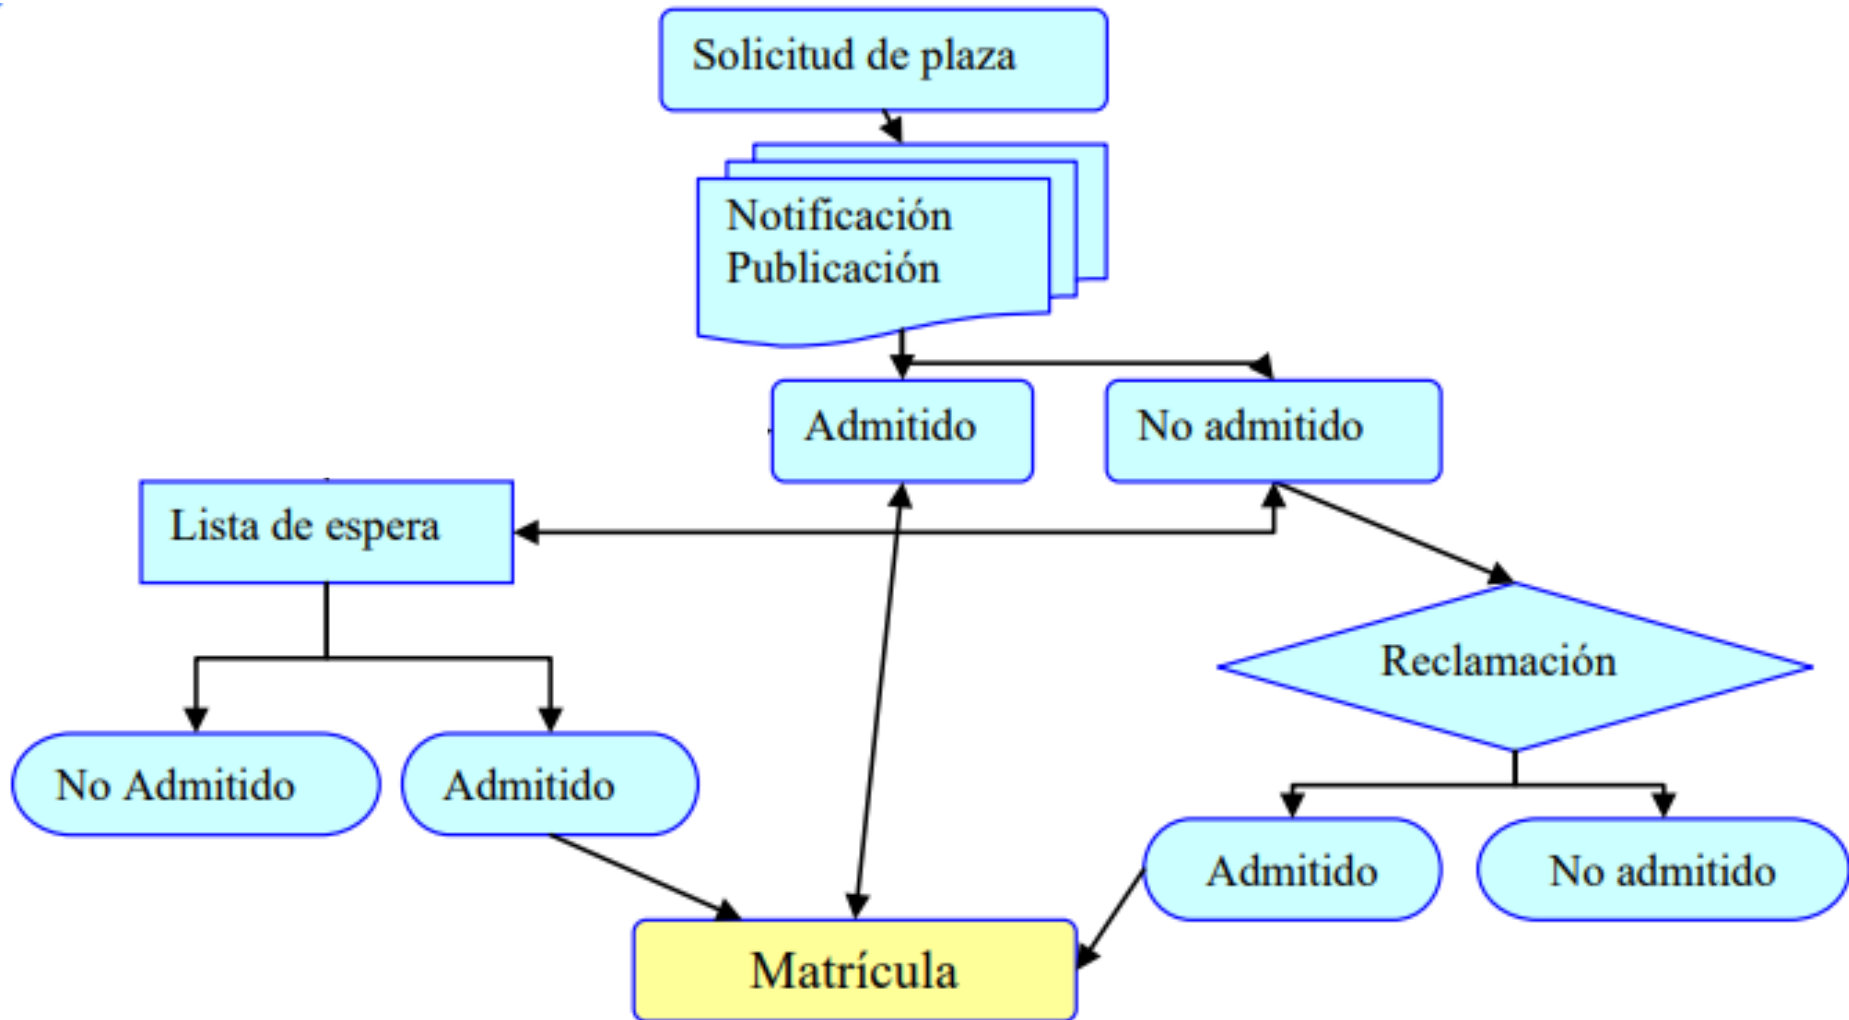 Solicitud de plaza
Notificación
Publicación
Admitido
No admitido
Lista de espera
Reclamación
No Admitido
Admitido
Admitido
No admitido
Matrícula